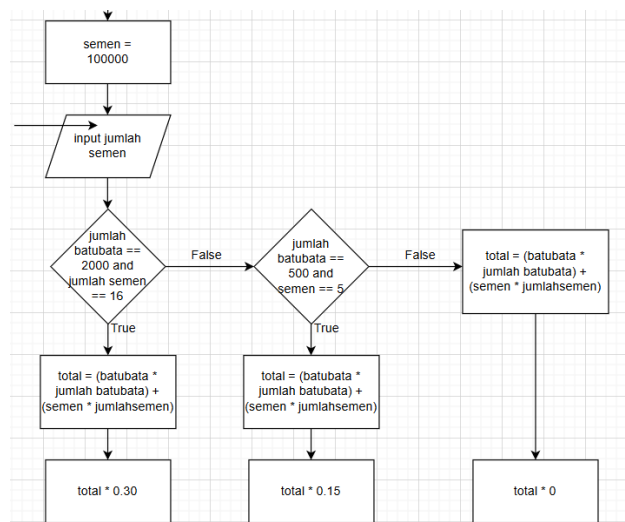 semen =
100000
input jumlah
semen
jumlah
batubata ==
2000 and
jumlah semen
== 16
False
jumlah
batubata ==
500 and
semen == 5
False
total = (batubata *
jumlah batubata) +
(semen * jumlahsemen)
True
True
total = (batubata *
jumlah batubata) +
(semen * jumlahsemen)
total = (batubata *
jumlah batubata) +
(semen * jumlahsemen)
total * 0.30
total * 0.15
total * 0